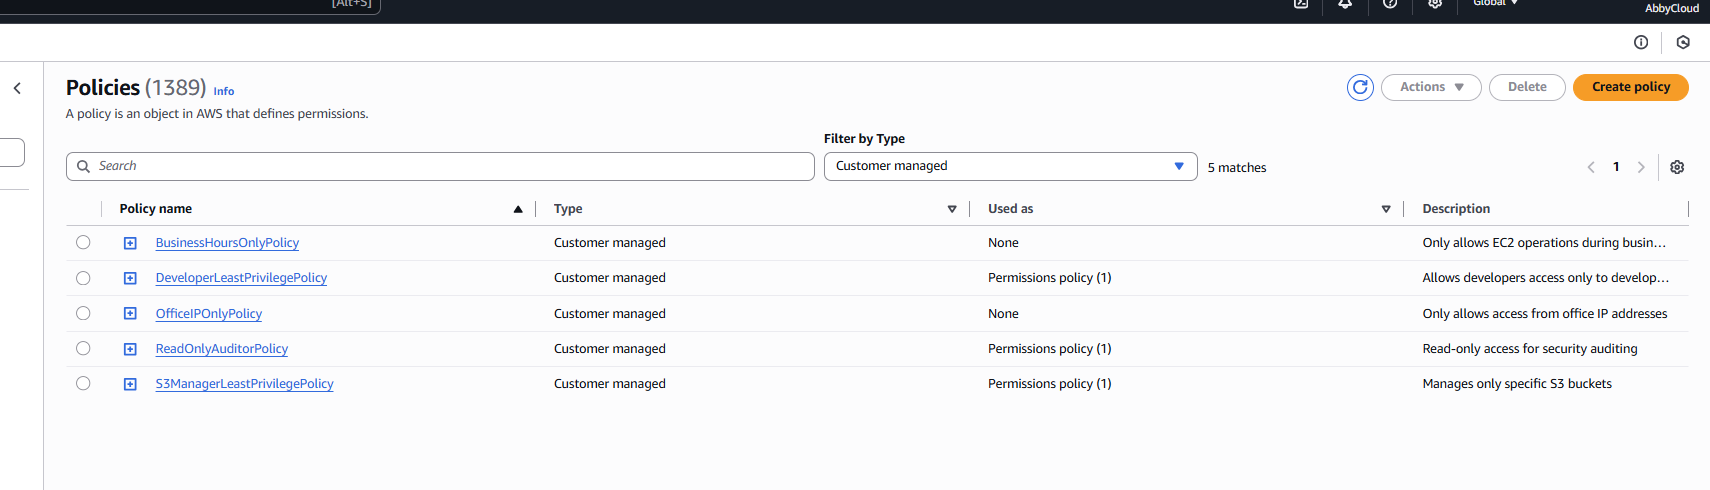 [Alt+S]
Global
AbbyCloud
Policies (1389) Info
Actions
Delete
Create policy
A policy is an object in AWS that defines permissions.
Filter by Type
Search
Customer managed
5 matches
1
Policy name Type Used as Description
BusinessHoursOnlyPolicy Customer managed None Only allows EC2 operations during busin…
DeveloperLeastPrivilegePolicy Customer managed Permissions policy (1) Allows developers access only to develop…
OfficeIPOnlyPolicy Customer managed None Only allows access from office IP addresses
ReadOnlyAuditorPolicy Customer managed Permissions policy (1) Read-only access for security auditing
S3ManagerLeastPrivilegePolicy Customer managed Permissions policy (1) Manages only specific S3 buckets